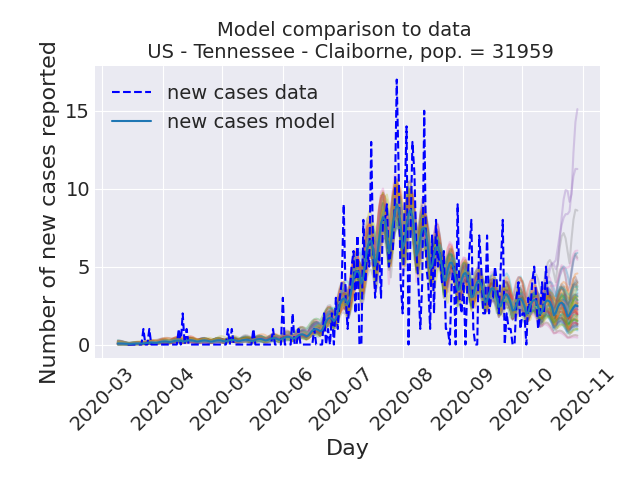 Model comparison to data
US - Tennessee - Claiborne, pop. = 31959
new cases data
new cases model
Number of new cases reported
15
10
5
0
2020-03
2020-04
2020-05
2020-06
2020-07
2020-08
2020-09
2020-10
2020-11
Day